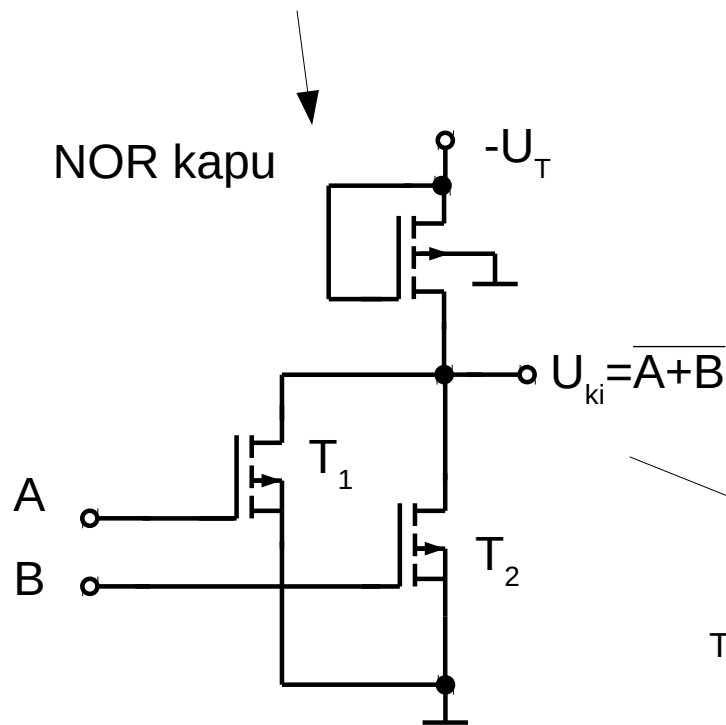 NOR kapu
-U_T
U_ki=A+B
T_1
A
T_2
B
T